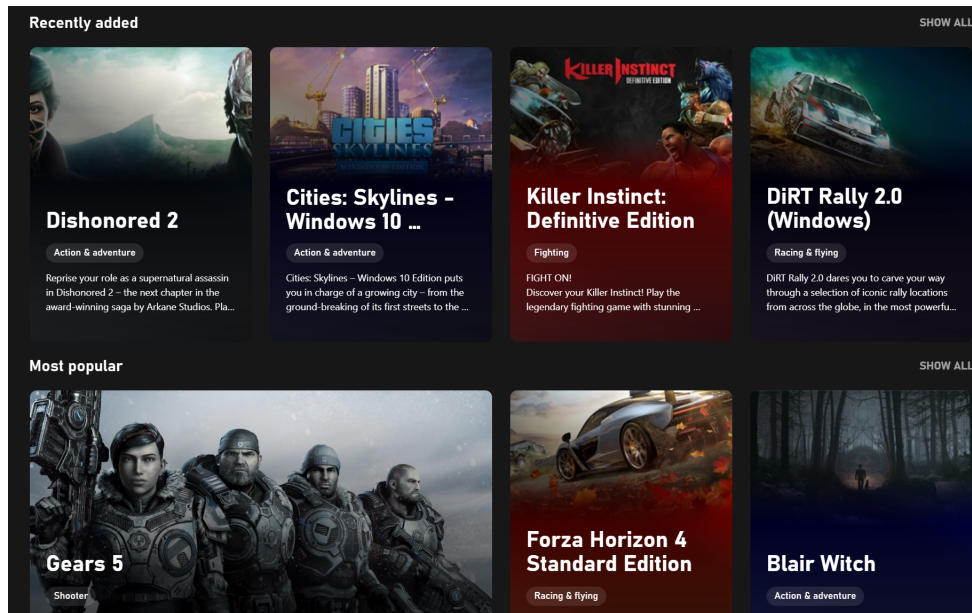 Recently added
SHOW ALL
KILLER INSTINCT
DEFINITIVE EDITION
CITIES
SKYLINES
WINDOWS 10 EDITION
Dishonored 2
Action & adventure
Reprise your role as a supernatural assassin
in Dishonored 2 – the next chapter in the
award-winning saga by Arkane Studios. Pla...
Cities: Skylines –
Windows 10 ...
Action & adventure
Cities: Skylines – Windows 10 Edition puts
you in charge of a growing city – from the
ground-breaking of its first streets to the ...
Killer Instinct:
Definitive Edition
Fighting
FIGHT ON!
Discover your Killer Instinct! Play the
legendary fighting game with stunning ...
DiRT Rally 2.0
(Windows)
Racing & flying
DiRT Rally 2.0 dares you to carve your way
through a selection of iconic rally locations
from across the globe, in the most powerfu...
Most popular
SHOW ALL
Gears 5
Shooter
Forza Horizon 4
Standard Edition
Racing & flying
Blair Witch
Action & adventure